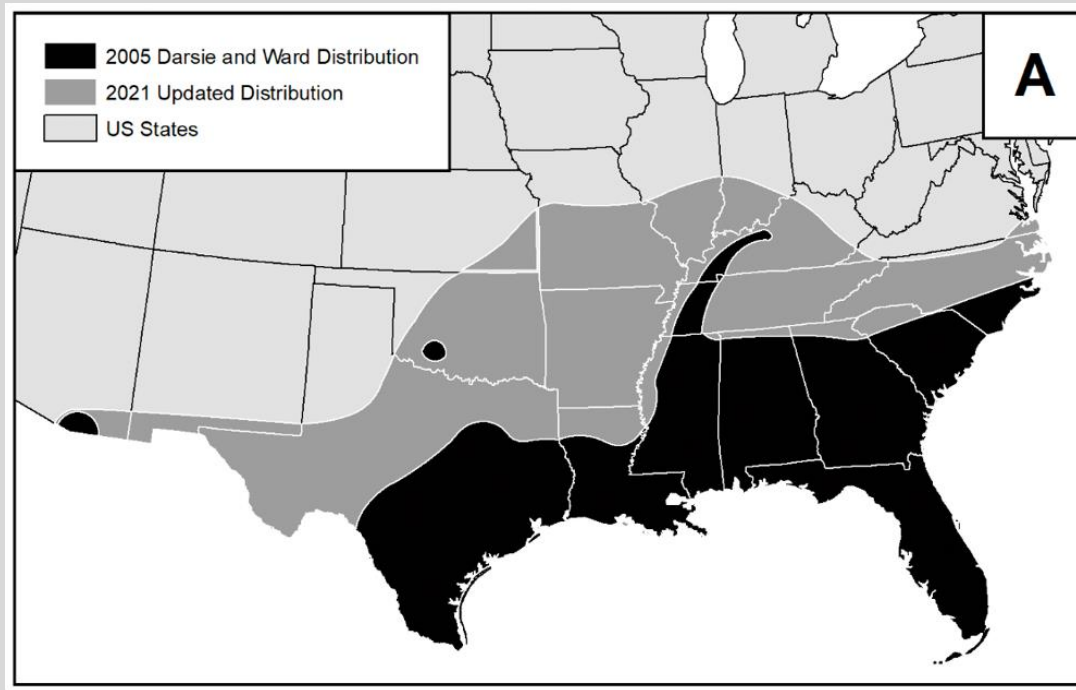 2005 Darsie and Ward Distribution
2021 Updated Distribution
US States
A